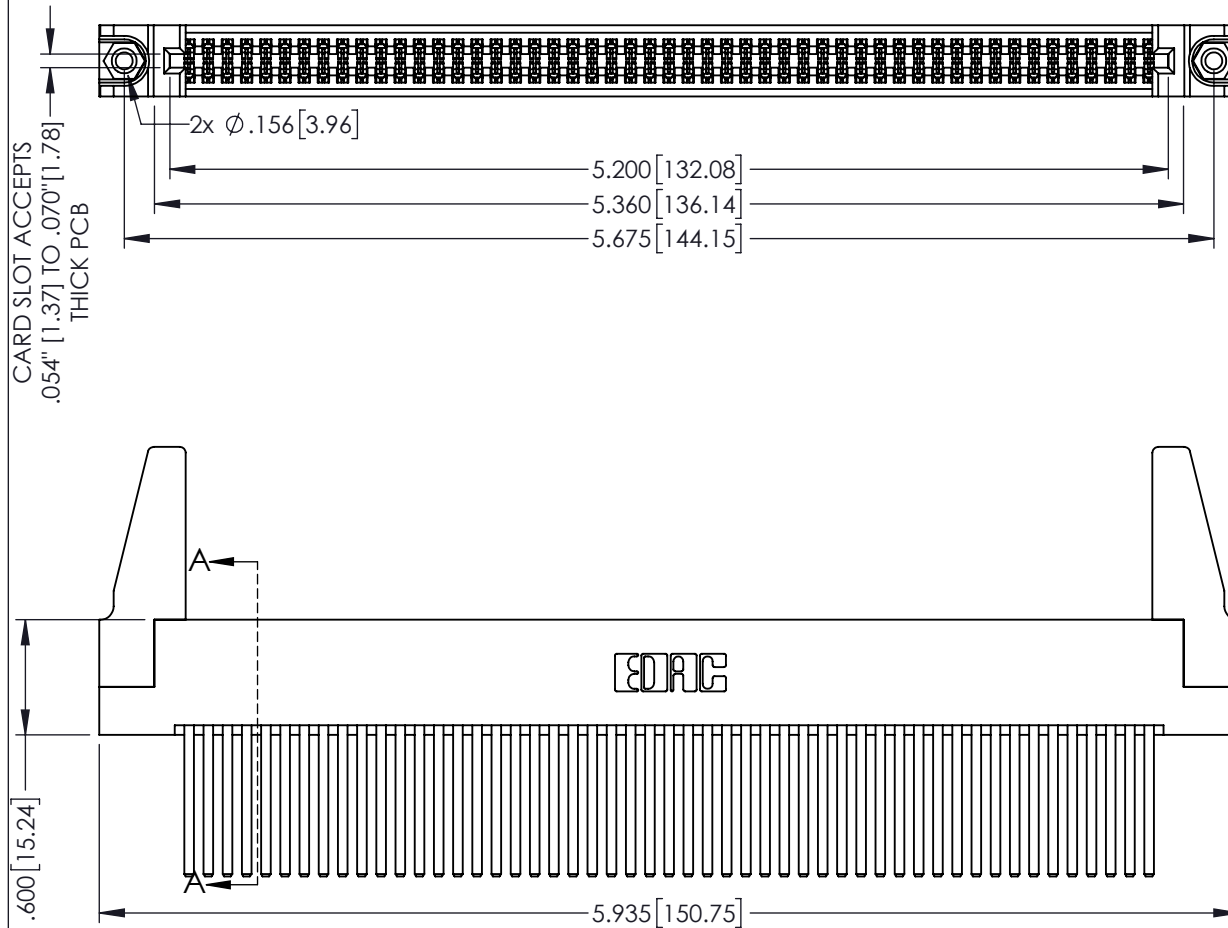 2x Ø.156[3.96]
5.200[132.08]
5.360[136.14]
5.675[144.15]
CARD SLOT ACCEPTS
.054" [1.37] TO .070"[1.78]
THICK PCB
A
EDAC
A
.600[15.24]
5.935[150.75]